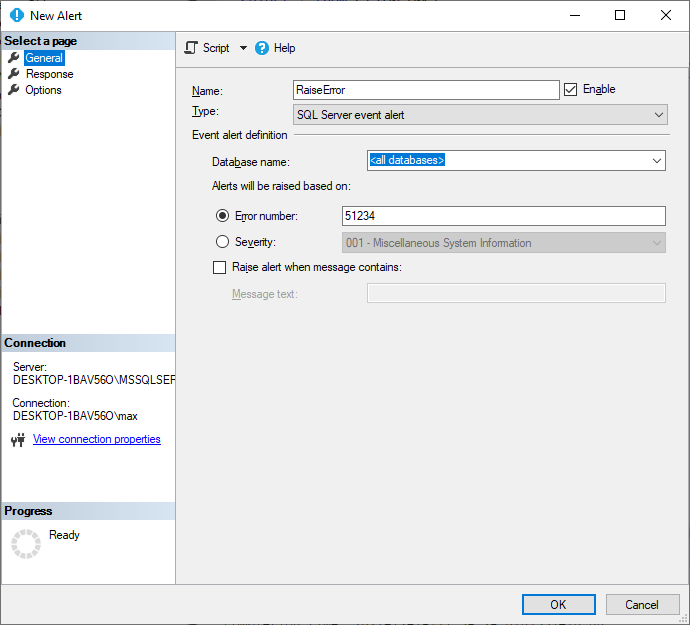 New Alert
Select a page
General
Response
Options
Script
Help
Name:
RaiseError
Enable
Type:
SQL Server event alert
Event alert definition
Database name:
<all databases>
Alerts will be raised based on:
Error number:
51234
Severity:
001 - Miscellaneous System Information
Raise alert when message contains:
Message text:
Connection
Server:
DESKTOP-1BAV56O\MSSQLSEF
Connection:
DESKTOP-1BAV56O\max
View connection properties
Progress
Ready
OK
Cancel